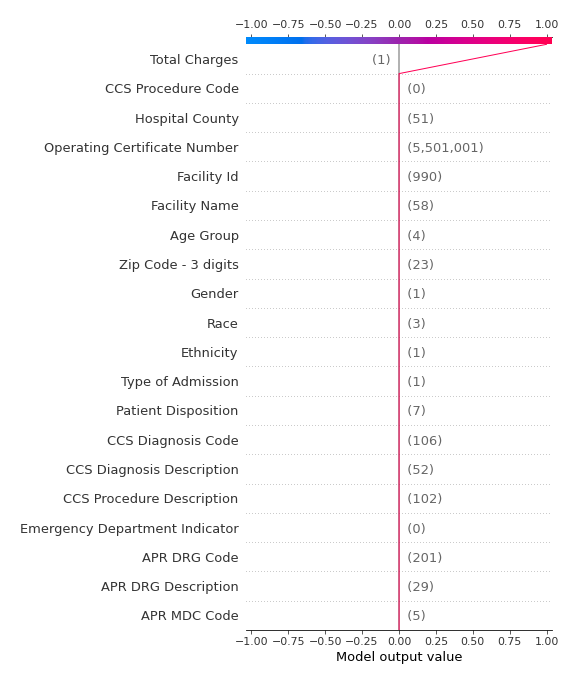 −1.00 −0.75 −0.50 −0.25 0.00 0.25 0.50 0.75 1.00
Total Charges (1)
CCS Procedure Code (0)
Hospital County (51)
Operating Certificate Number (5,501,001)
Facility Id (990)
Facility Name (58)
Age Group (4)
Zip Code - 3 digits (23)
Gender (1)
Race (3)
Ethnicity (1)
Type of Admission (1)
Patient Disposition (7)
CCS Diagnosis Code (106)
CCS Diagnosis Description (52)
CCS Procedure Description (102)
Emergency Department Indicator (0)
APR DRG Code (201)
APR DRG Description (29)
APR MDC Code (5)
−1.00 −0.75 −0.50 −0.25 0.00 0.25 0.50 0.75 1.00
Model output value